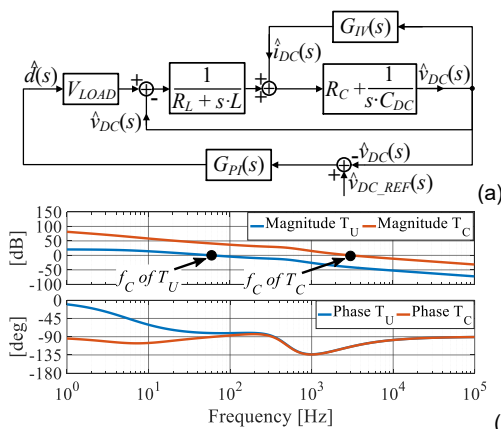 G_IV(s)
d̂(s)
î_DC(s)
v̂_DC(s)
V_LOAD
+
-
1
R_L + s·L
+
+
R_C + 1
s·C_DC
v̂_DC(s)
G_PI(s)
-
v̂_DC(s)
+
v̂_DC_REF(s)
(a)
150
100
50
0
-50
-100
[dB]
Magnitude T_U
Magnitude T_C
f_C of T_U
f_C of T_C
0
-45
-90
-135
-180
[deg]
Phase T_U
Phase T_C
10^0
10^1
10^2
10^3
10^4
10^5
Frequency [Hz]
(